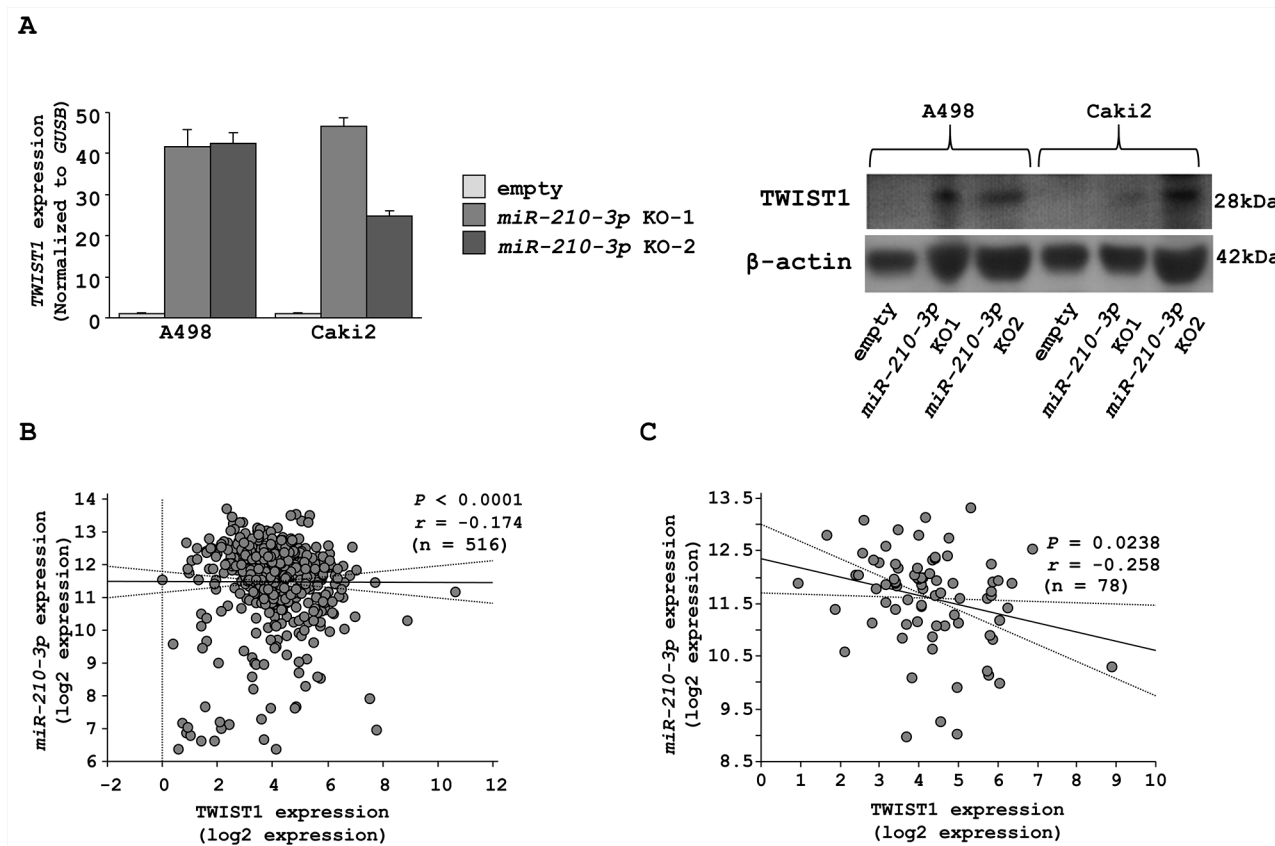 A
TWIST1 expression
(Normalized to GUSB)
50
40
30
20
10
0
A498
Caki2
empty
miR-210-3p KO-1
miR-210-3p KO-2
A498
Caki2
TWIST1
28kDa
β-actin
42kDa
empty
miR-210-3p
KO1
miR-210-3p
KO2
empty
miR-210-3p
KO1
miR-210-3p
KO2
B
miR-210-3p expression
(log2 expression)
14
13
12
11
10
9
8
7
6
P < 0.0001
r = -0.174
(n = 516)
-2
0
2
4
6
8
10
12
TWIST1 expression
(log2 expression)
C
miR-210-3p expression
(log2 expression)
13.5
12.5
11.5
10.5
9.5
8.5
P = 0.0238
r = -0.258
(n = 78)
0
1
2
3
4
5
6
7
8
9
10
TWIST1 expression
(log2 expression)